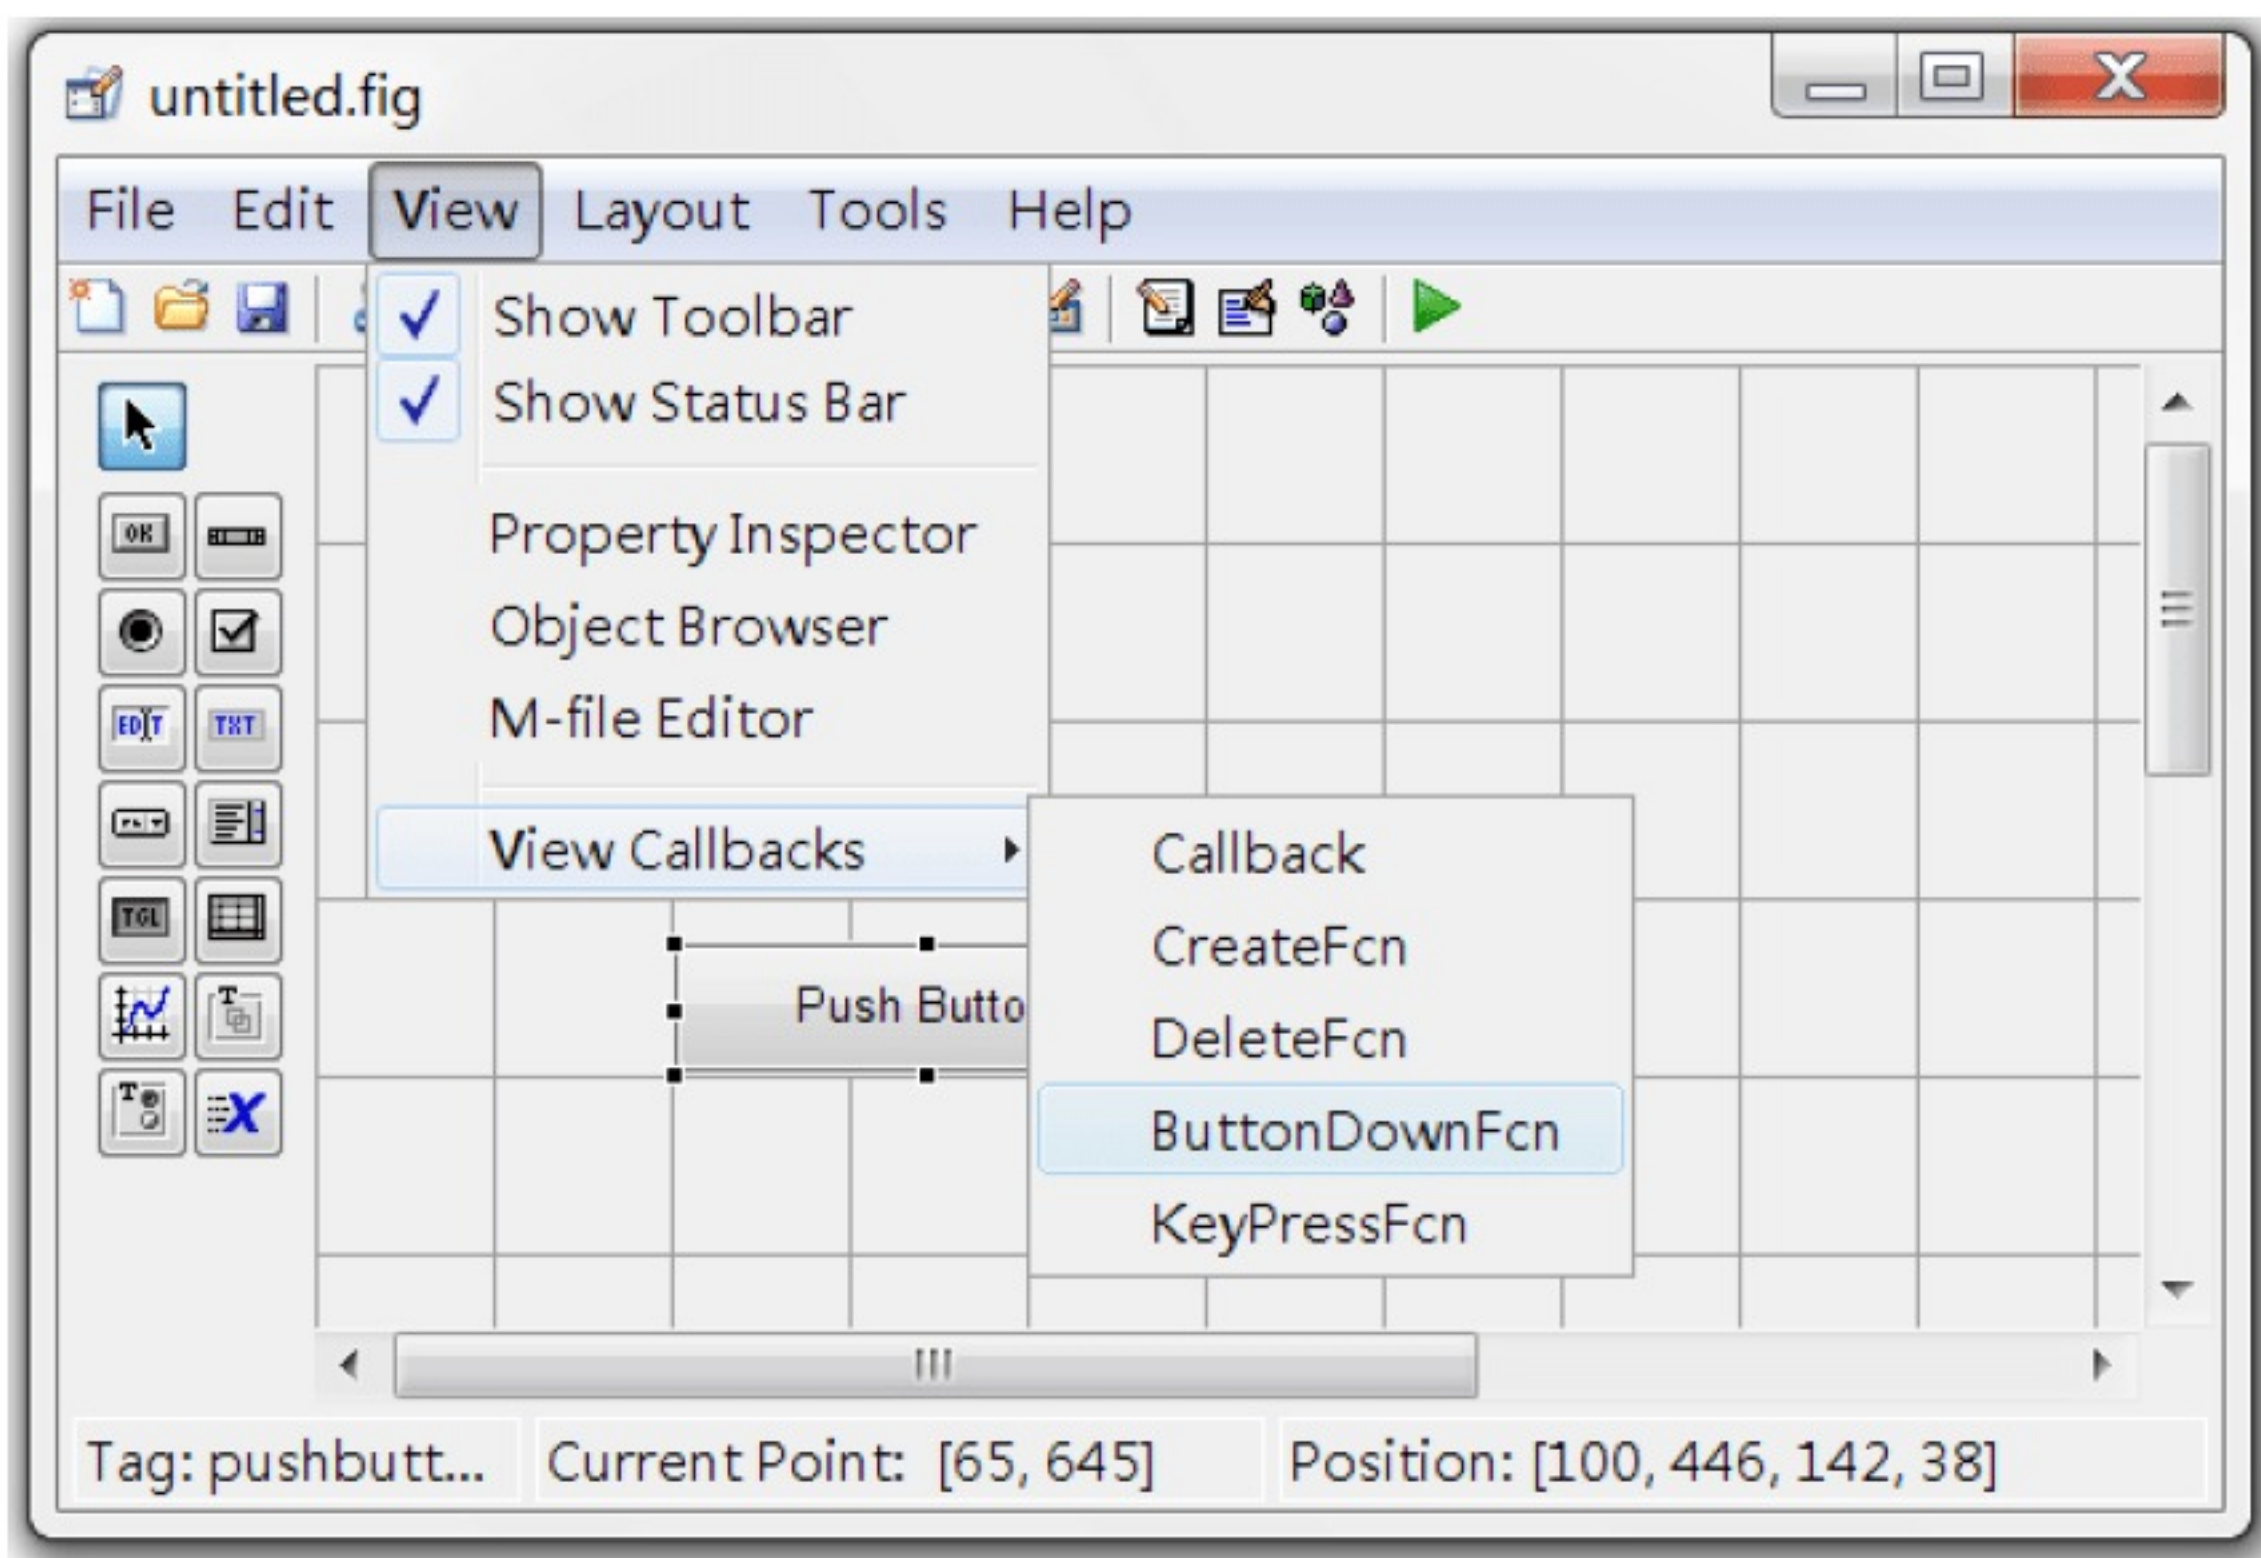 untitled.fig
File Edit View Layout Tools Help
Show Toolbar
Show Status Bar
Property Inspector
Object Browser
M-file Editor
View Callbacks
Callback
CreateFcn
DeleteFcn
ButtonDownFcn
KeyPressFcn
OK
EDIT TXT
TGL
Push Butto
Tag: pushbutt... Current Point: [65, 645] Position: [100, 446, 142, 38]